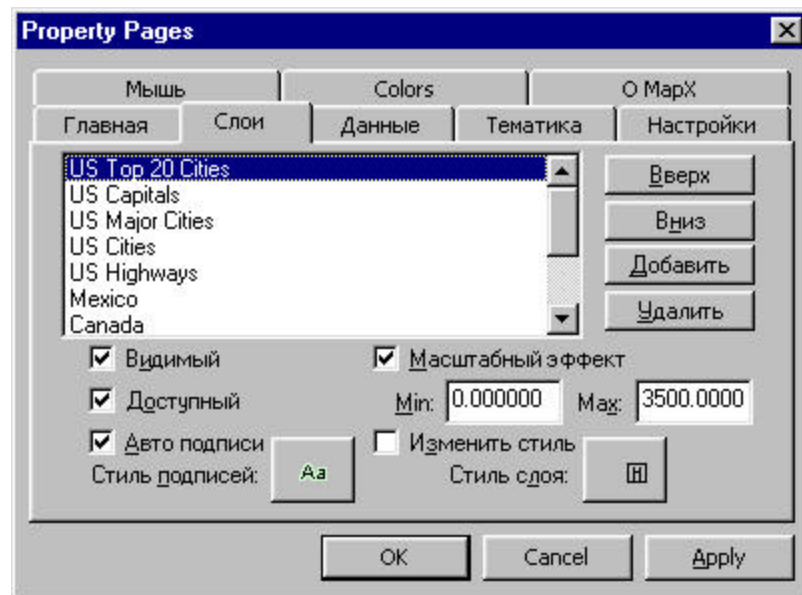 Property Pages
Мышь Colors О MapX
Главная Слои Данные Тематика Настройки
US Top 20 Cities
US Capitals
US Major Cities
US Cities
US Highways
Mexico
Canada
Вверх
Вниз
Добавить
Удалить
Видимый Масштабный эффект
Доступный Min: 0.000000 Max: 3500.0000
Авто подписи Изменить стиль
Стиль подписей: Aa Стиль слоя: H
OK Cancel Apply